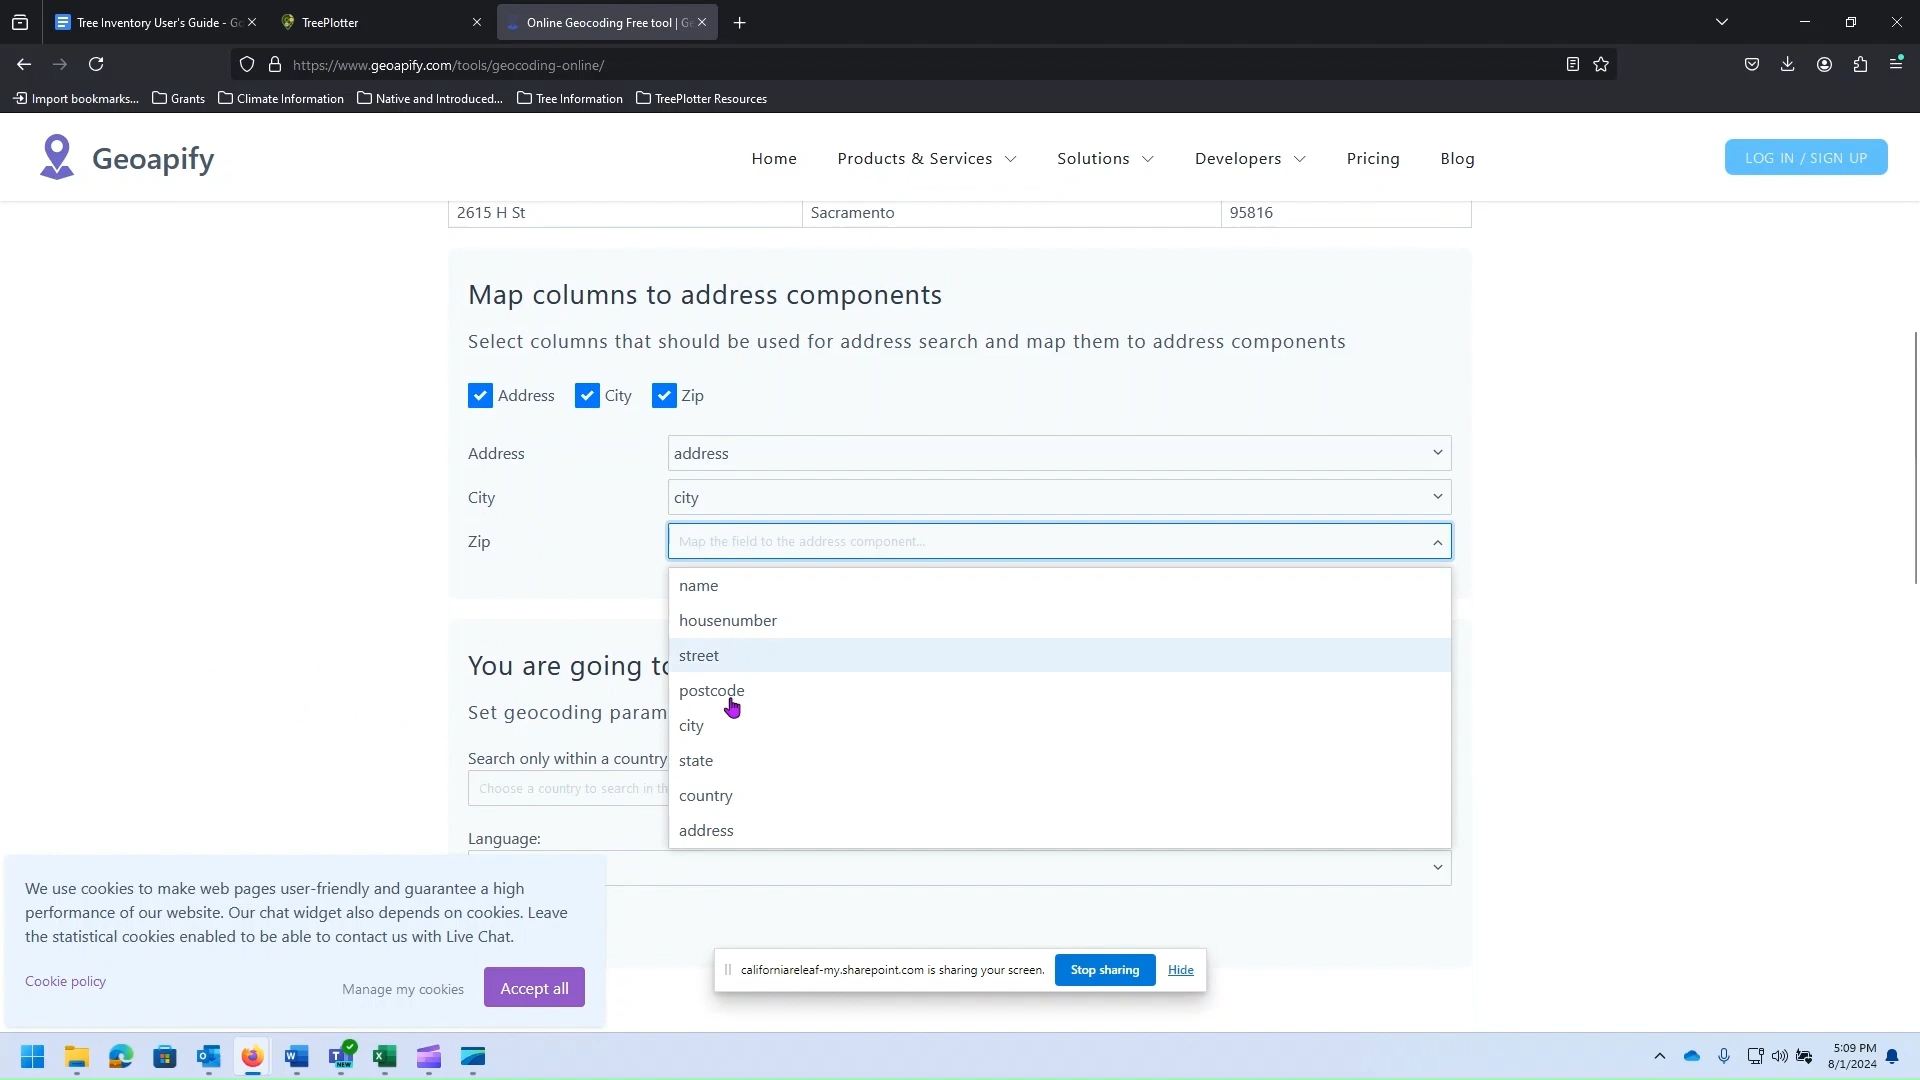 Tree Inventory User's Guide - Go
TreePlotter
Online Geocoding Free tool | Ge
https://www.geoapify.com/tools/geocoding-online/
Import bookmarks...
Grants
Climate Information
Native and Introduced...
Tree Information
TreePlotter Resources
Geoapify
Home
Products & Services
Solutions
Developers
Pricing
Blog
LOG IN / SIGN UP
2615 H St
Sacramento
95816
Map columns to address components
Select columns that should be used for address search and map them to address components
Address
City
Zip
Address
address
City
city
Zip
Map the field to the address component...
name
housenumber
street
postcode
city
state
country
address
You are going to
Set geocoding param
Search only within a country
Choose a country to search in th
Language:
We use cookies to make web pages user-friendly and guarantee a high
performance of our website. Our chat widget also depends on cookies. Leave
the statistical cookies enabled to be able to contact us with Live Chat.
Cookie policy
Manage my cookies
Accept all
californiareleaf-my.sharepoint.com is sharing your screen.
Stop sharing
Hide
NEW
5:09 PM
8/1/2024